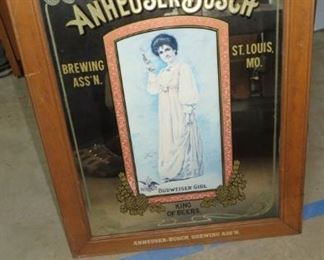 ANHEUSER-BUSCH
BREWING ASS'N.
ST. LOUIS, MO.
BUDWEISER GIRL
KING OF BEERS
ANHEUSER-BUSCH BREWING ASS'N.